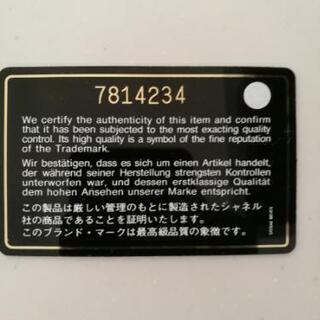 7814234
We certify the authenticity of this item and confirm
that it has been subjected to the most exacting quality
control. Its high quality is a symbol of the fine reputation
of the Trademark.
Wir bestätigen, dass es sich um einen Artikel handelt,
der während seiner Herstellung strengsten Kontrollen
unterworfen war, und dessen erstklassige Qualität
dem hohen Ansehen unserer Marke entspricht.
この製品は厳しい管理のもとに製造されたシャネル
社の商品であることを証明いたします。
このブランド・マークは最高級品質の象徴です。